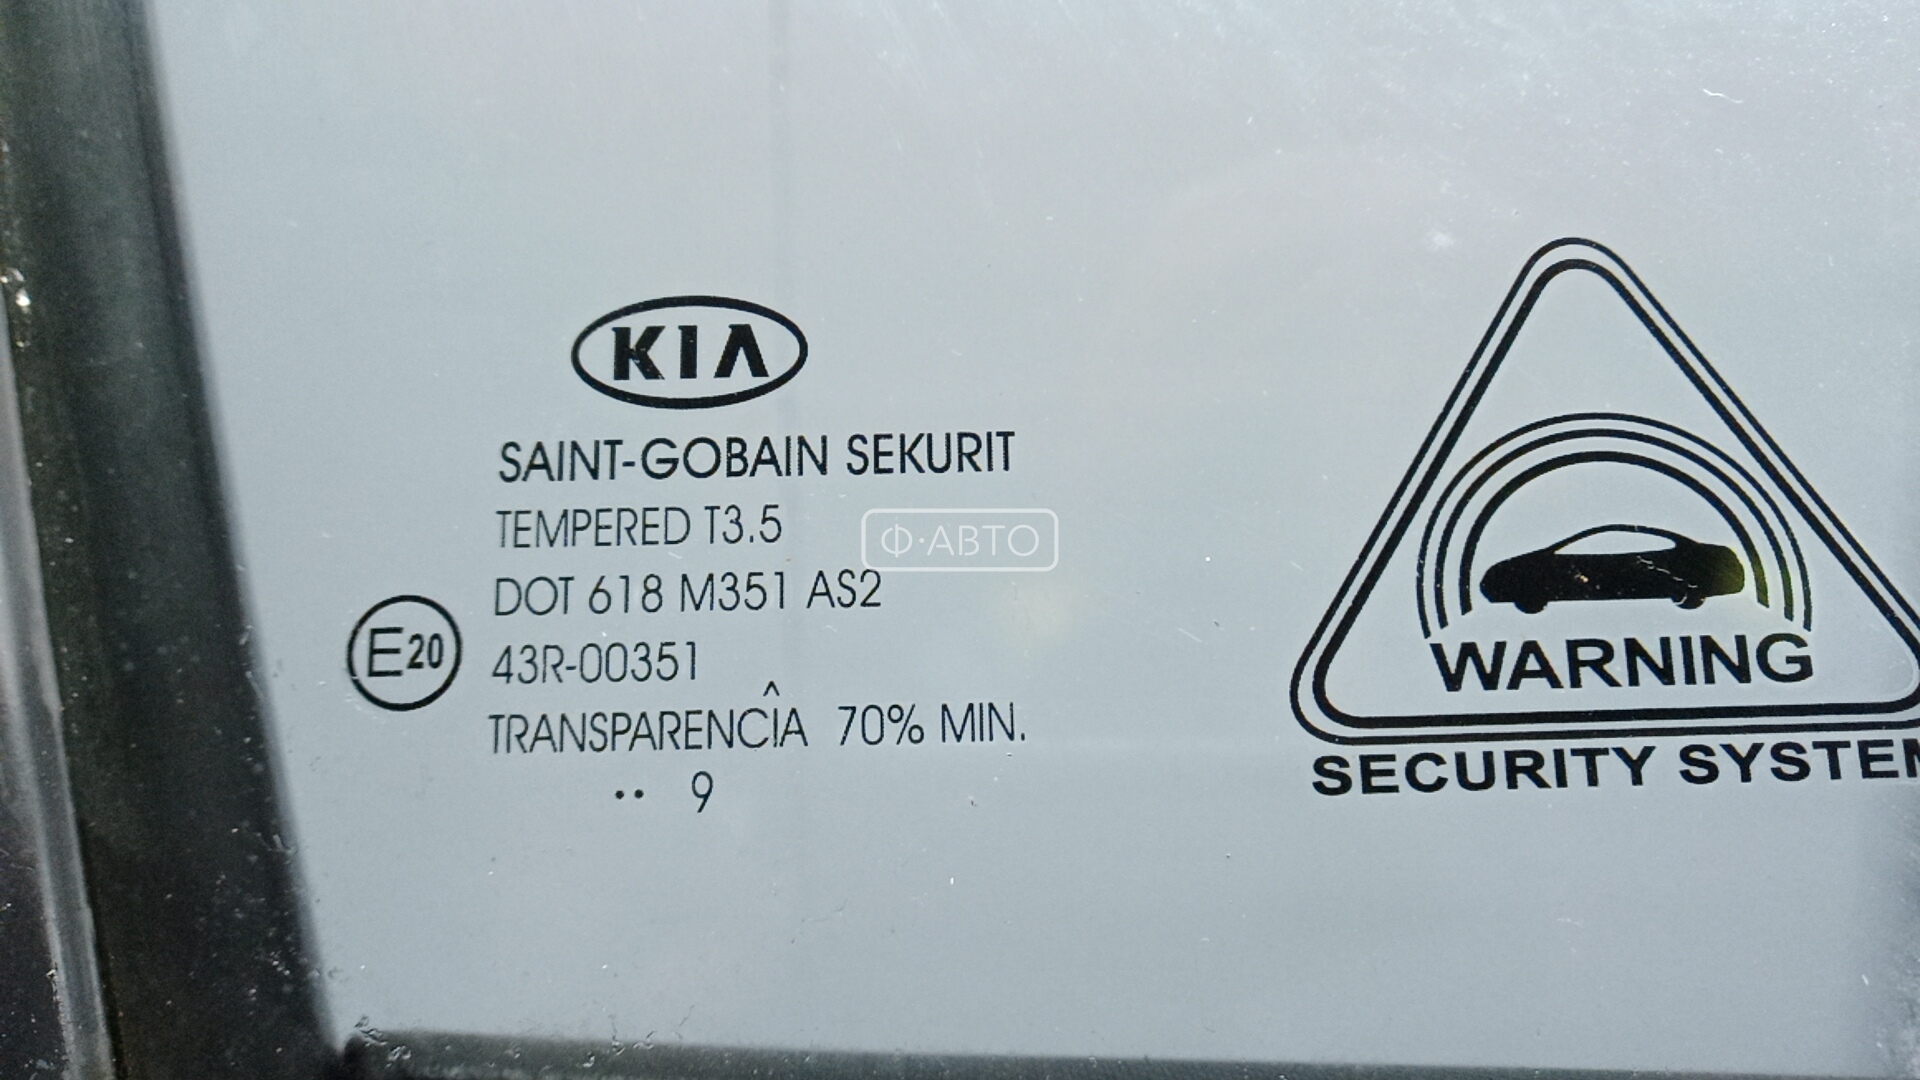 KIA
SAINT-GOBAIN SEKURIT
TEMPERED T3.5
Ф·АВТО
DOT 618 M351 AS2
E20
43R-00351
TRANSPARENCÎA 70% MIN.
.. 9
WARNING
SECURITY SYSTEM